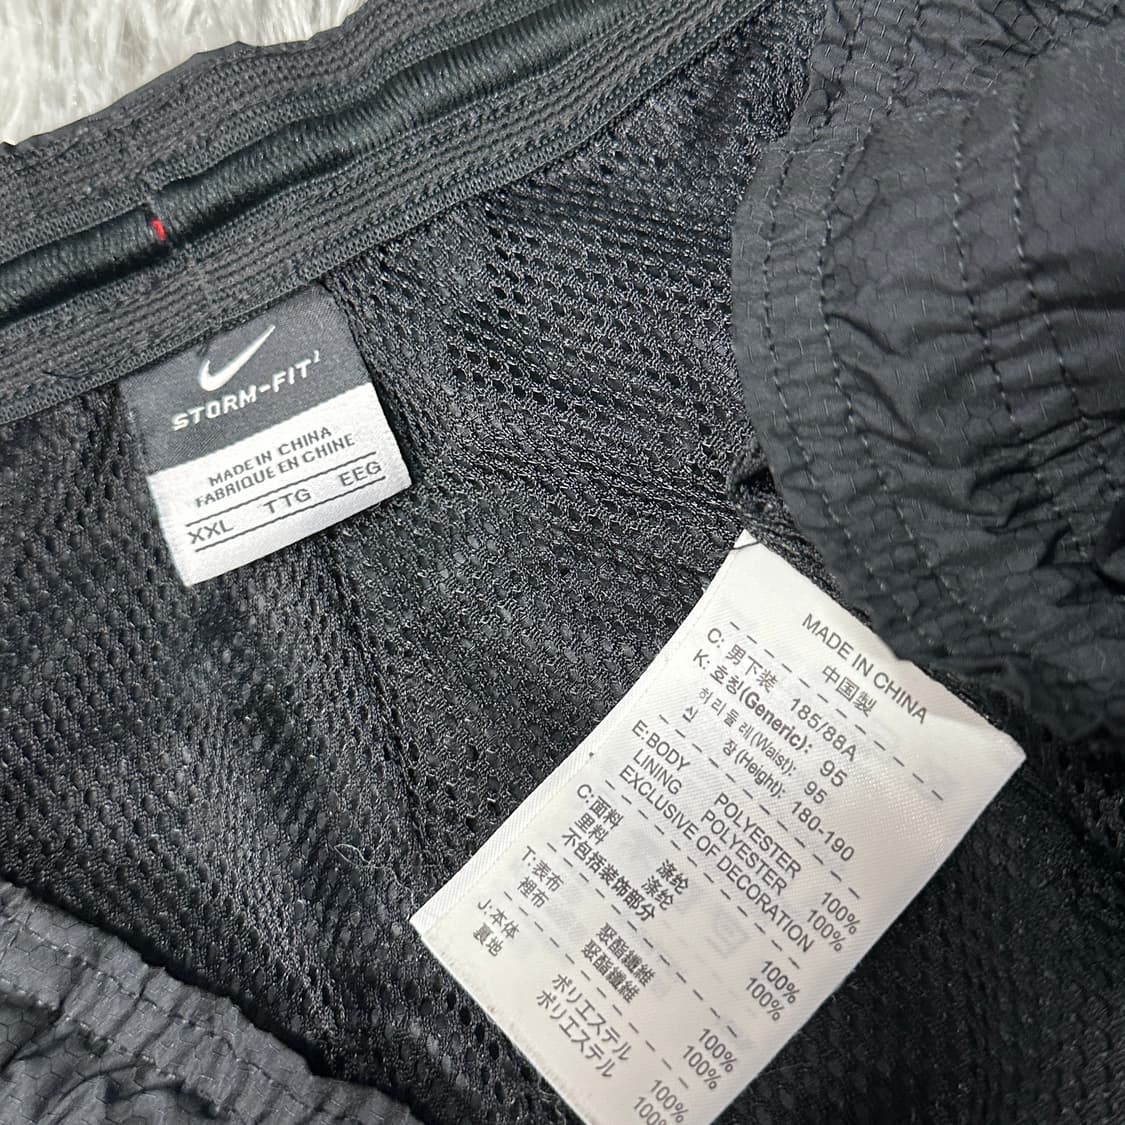 STORM-FIT²
MADE IN CHINA
FABRIQUE EN CHINE
XXL TTG EEG
MADE IN CHINA
中国製
C: 男下装 185/88A
K: 호칭(Generic): 95
허리둘레(Waist): 95
신 장(Height): 180-190
E:BODY POLYESTER 100%
LINING POLYESTER 100%
EXCLUSIVE OF DECORATION
C:面料 涤纶 100%
里料 涤纶 100%
不包括装饰部分
T:表布 聚酯纖維 100%
裡布 聚酯纖維 100%
J:本体 ポリエステル 100%
裏地 ポリエステル 100%